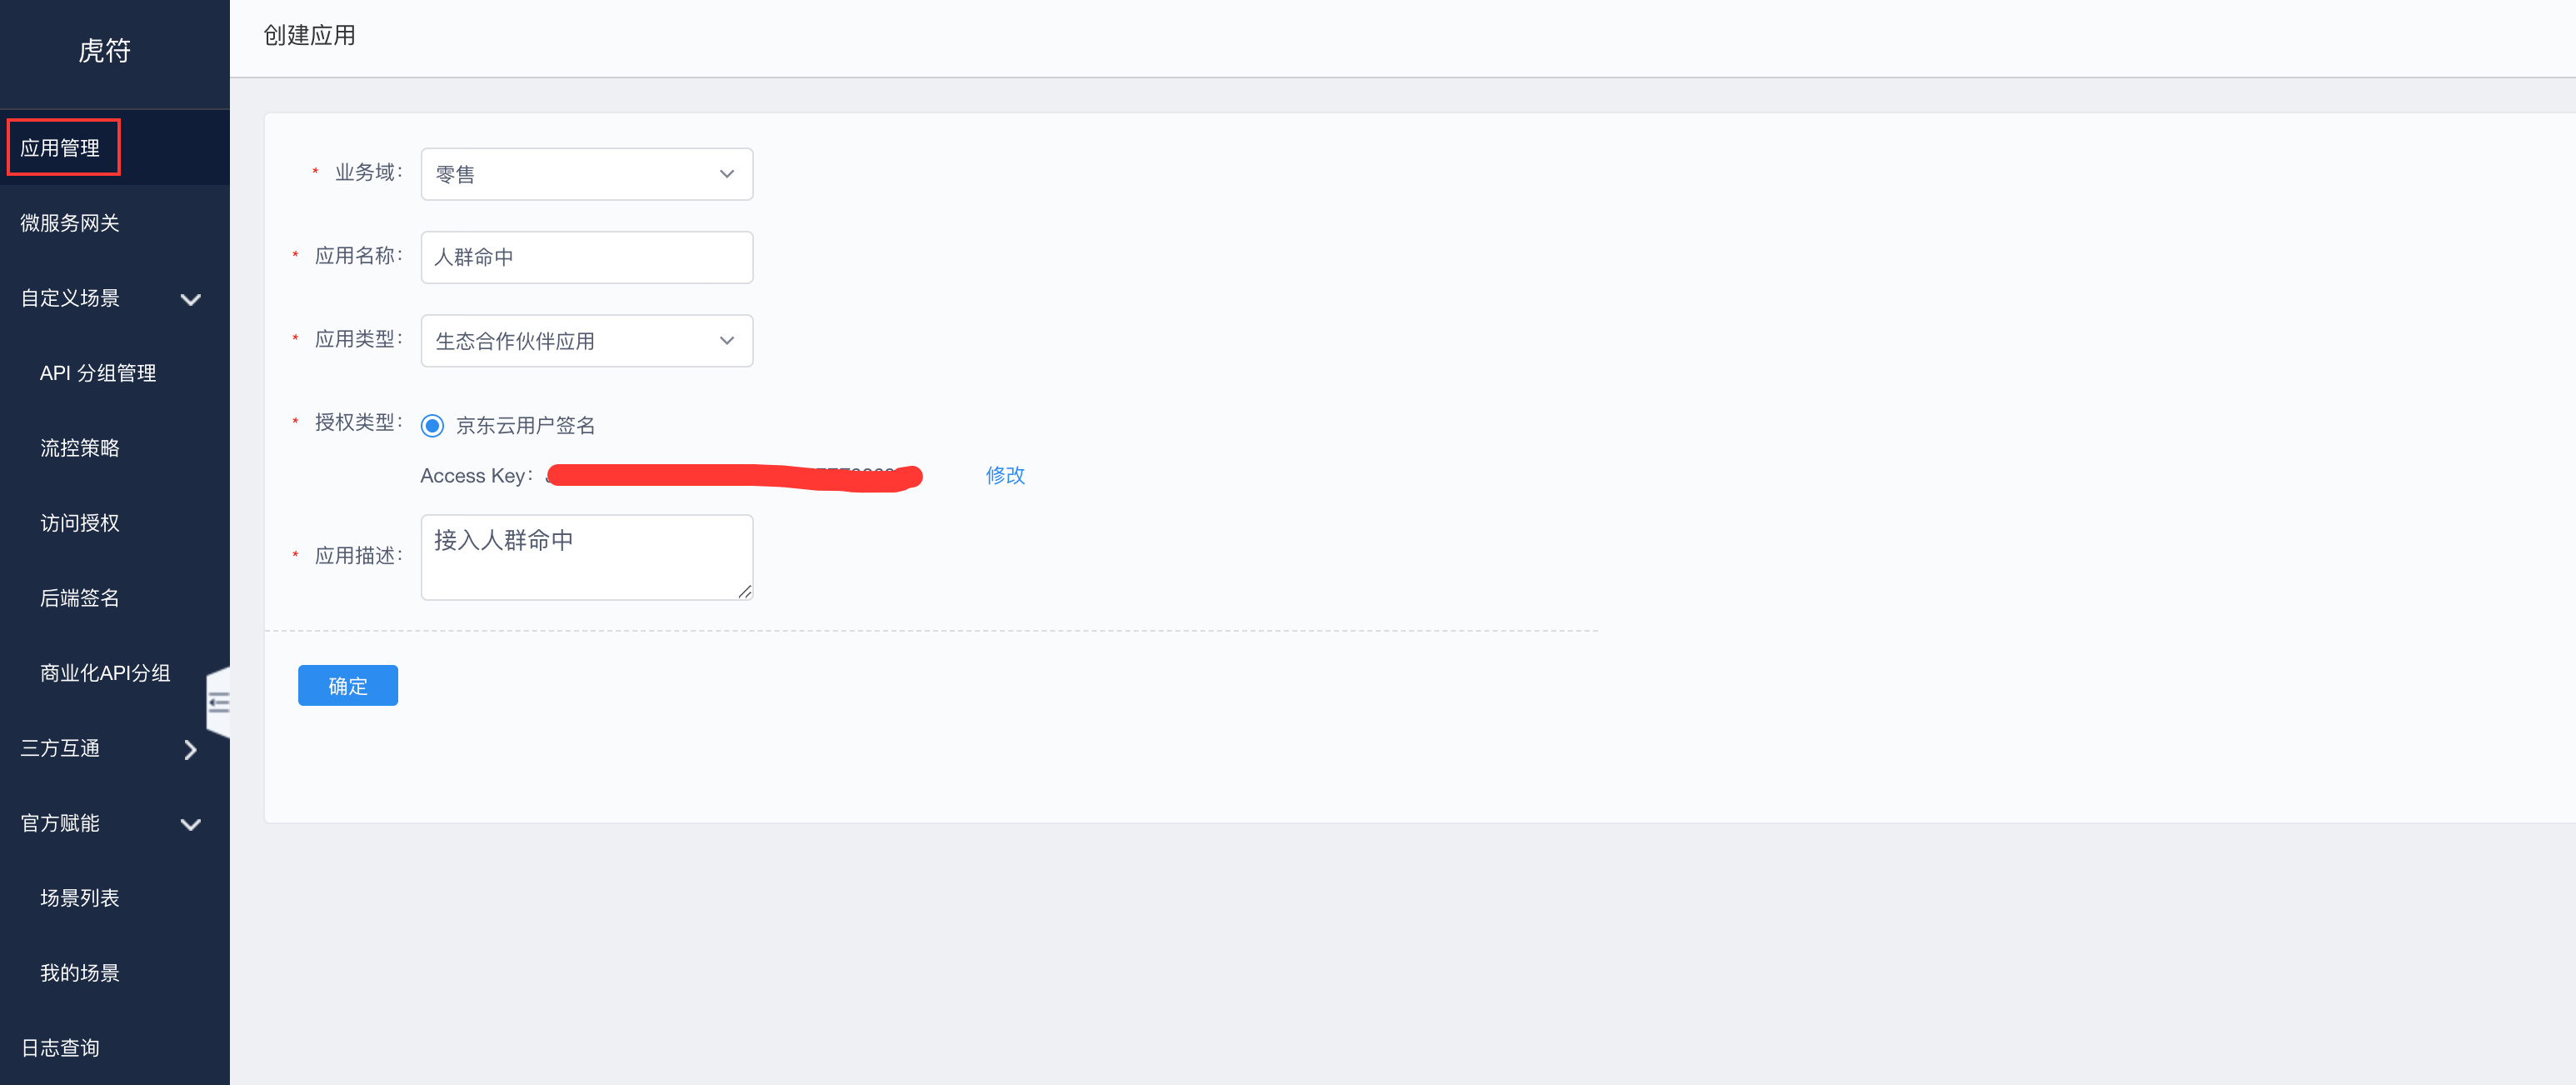 虎符
应用管理
微服务网关
自定义场景
API 分组管理
流控策略
访问授权
后端签名
商业化API分组
三方互通
官方赋能
场景列表
我的场景
日志查询
创建应用
* 业务域: 零售
* 应用名称: 人群命中
* 应用类型: 生态合作伙伴应用
* 授权类型: 京东云用户签名
Access Key: 修改
* 应用描述: 接入人群命中
确定